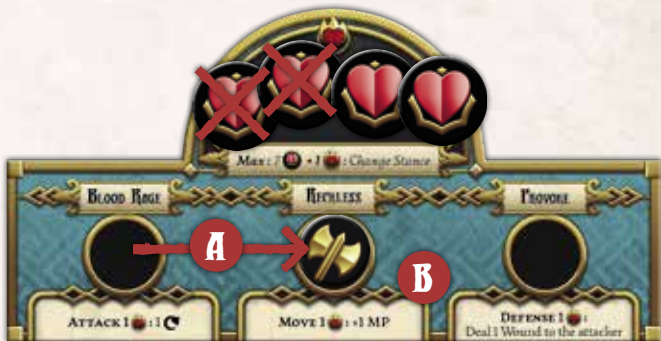 Max : 7 +1 : Change Stance
BLOOD RAGE
RECKLESS
PROVOKE
A
B
ATTACK 1 : 1
MOVE 1 : +1 MP
DEFENSE 1 :
Deal 1 Wound to the attacker